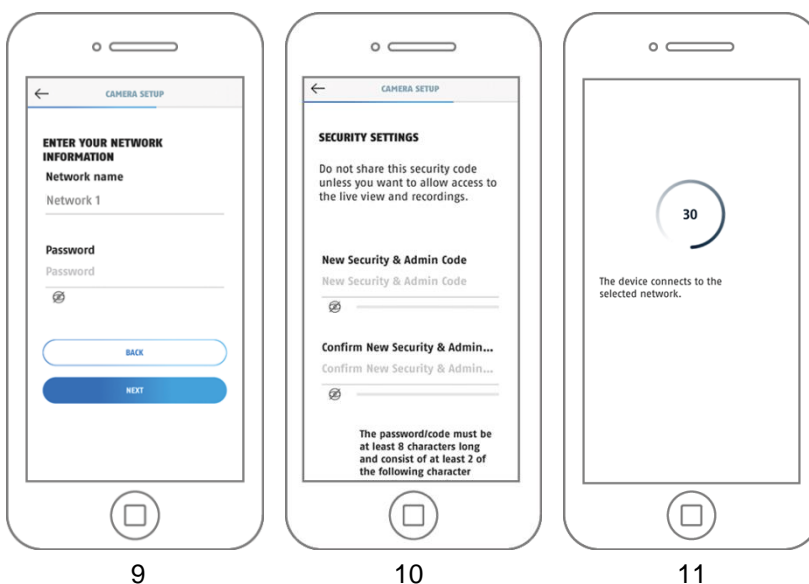 CAMERA SETUP
ENTER YOUR NETWORK
INFORMATION
Network name
Network 1
Password
Password
BACK
NEXT
9
CAMERA SETUP
SECURITY SETTINGS
Do not share this security code
unless you want to allow access to
the live view and recordings.
New Security & Admin Code
New Security & Admin Code
Confirm New Security & Admin...
Confirm New Security & Admin...
The password/code must be
at least 8 characters long
and consist of at least 2 of
the following character
10
30
The device connects to the
selected network.
11